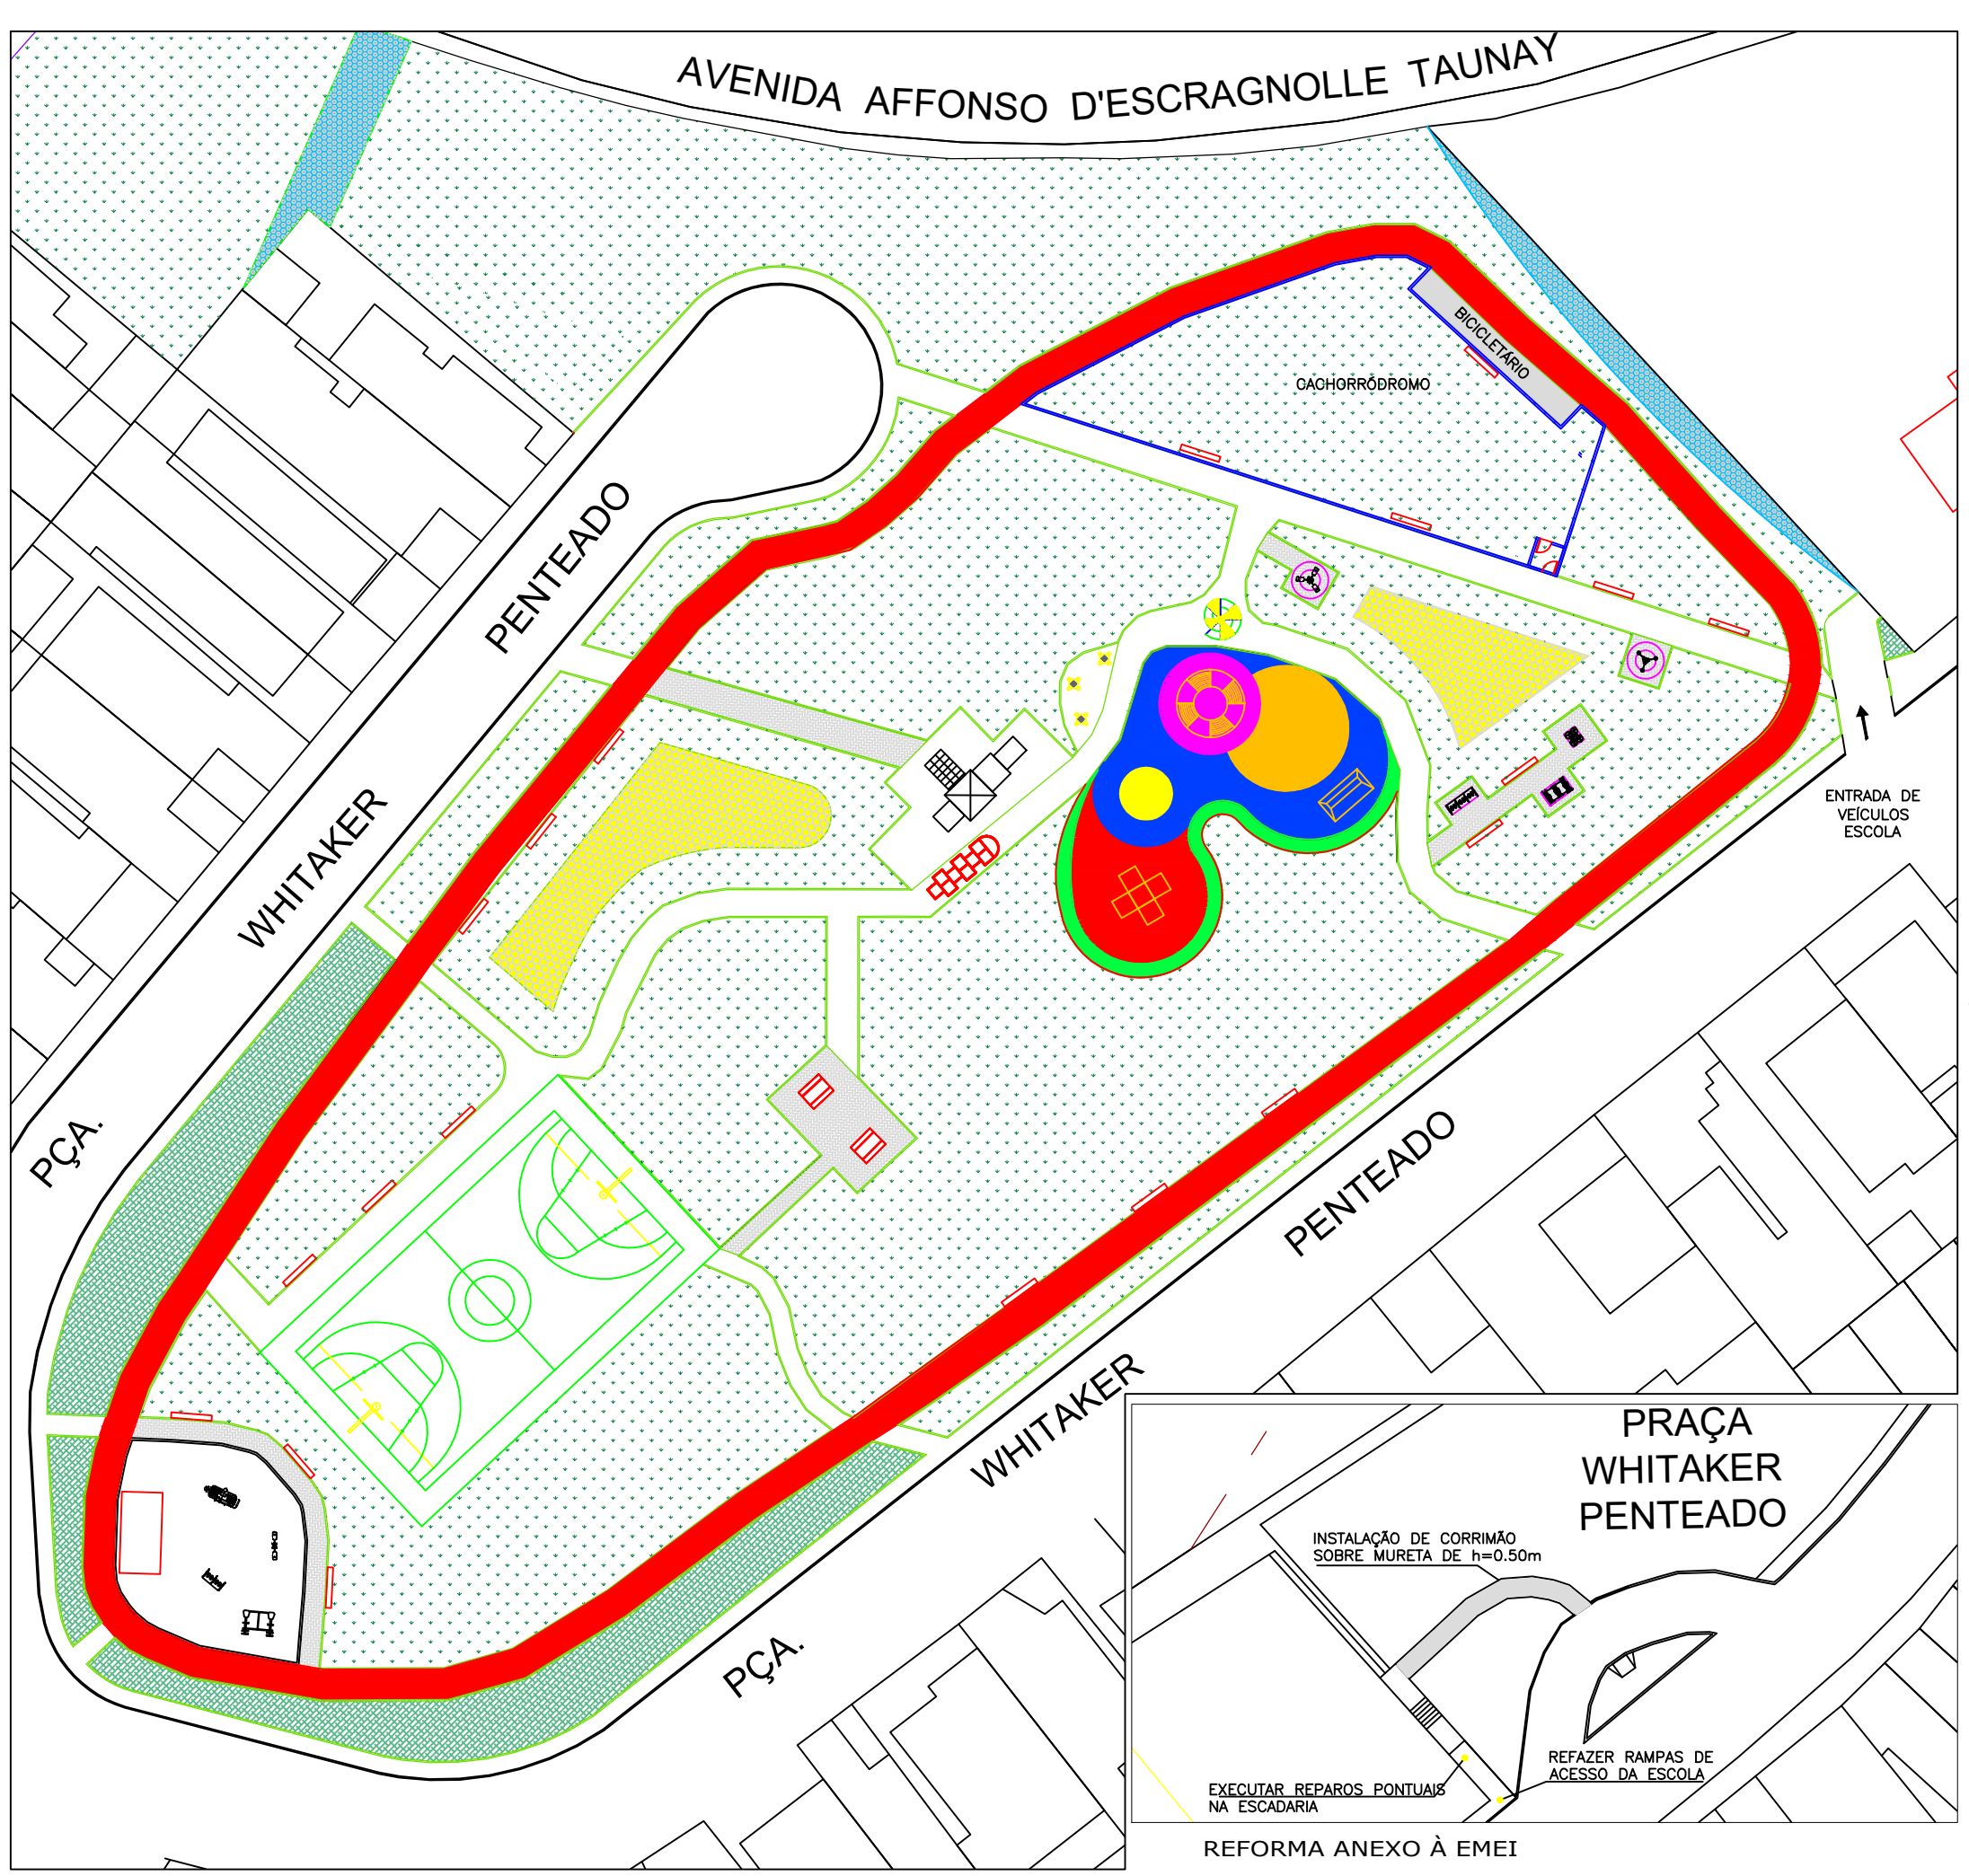 AVENIDA AFFONSO D'ESCRAGNOLLE TAUNAY
BICICLETÁRIO
CACHORRÓDROMO
PENTEADO
WHITAKER
PÇA.
ENTRADA DE
VEÍCULOS
ESCOLA
PENTEADO
WHITAKER
PÇA.
PRAÇA
WHITAKER
PENTEADO
INSTALAÇÃO DE CORRIMÃO
SOBRE MURETA DE h=0.50m
REFAZER RAMPAS DE
ACESSO DA ESCOLA
EXECUTAR REPAROS PONTUAIS
NA ESCADARIA
REFORMA ANEXO À EMEI